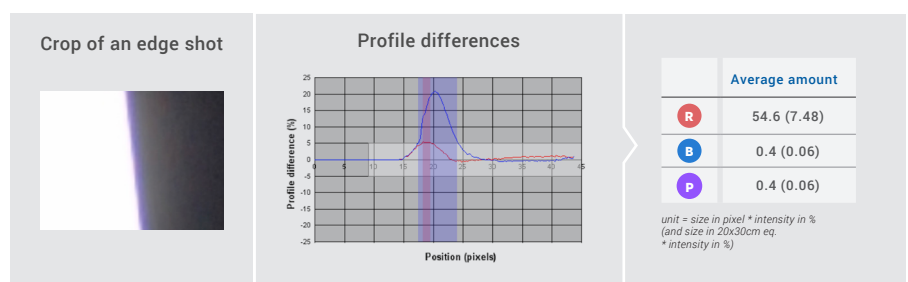 Crop of an edge shot
Profile differences
25
20
15
10
5
0
-5
-10
-15
-20
-25
0 5 10 15 20 25 30 35 40 45
Profile difference (%)
Position (pixels)
Average amount
R 54.6 (7.48)
B 0.4 (0.06)
P 0.4 (0.06)
unit = size in pixel * intensity in %
(and size in 20x30cm eq.
* intensity in %)